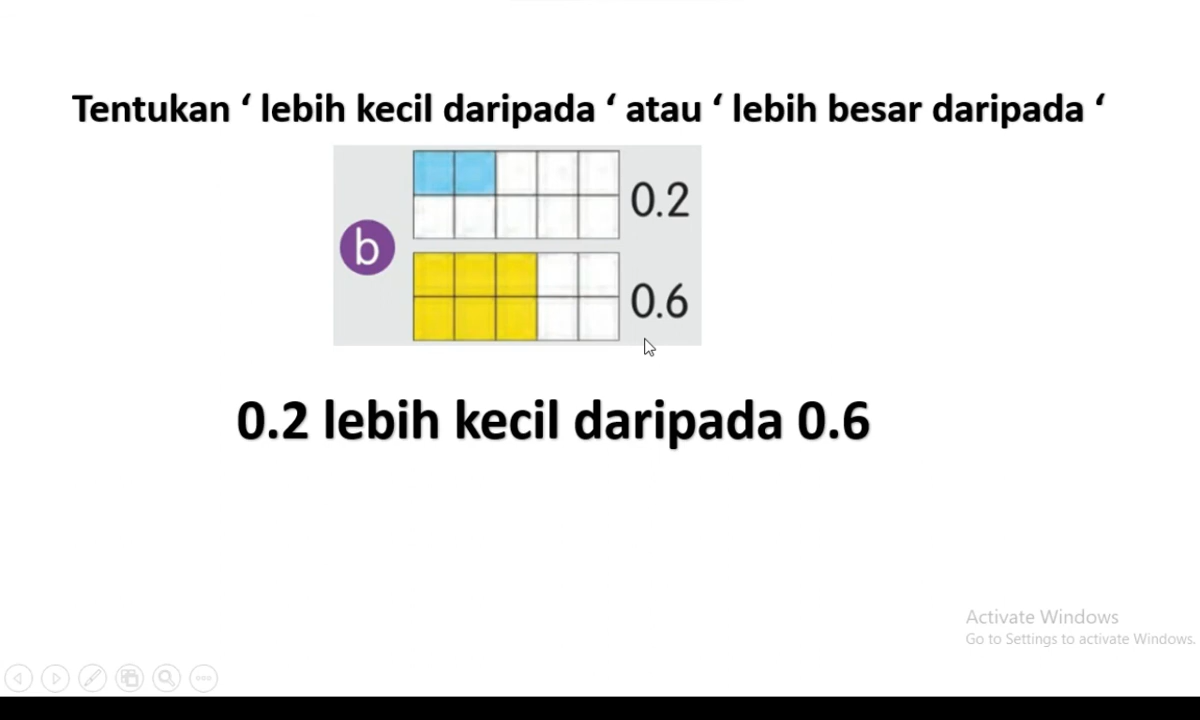 Tentukan ‘ lebih kecil daripada ‘ atau ‘ lebih besar daripada ‘
0.2
b
0.6
0.2 lebih kecil daripada 0.6
Activate Windows
Go to Settings to activate Windows.